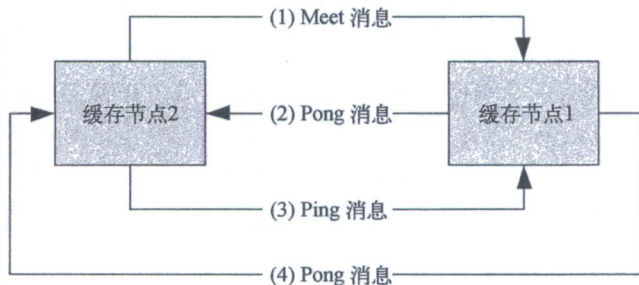 (1) Meet 消息
缓存节点2
(2) Pong 消息
缓存节点1
(3) Ping 消息
(4) Pong 消息